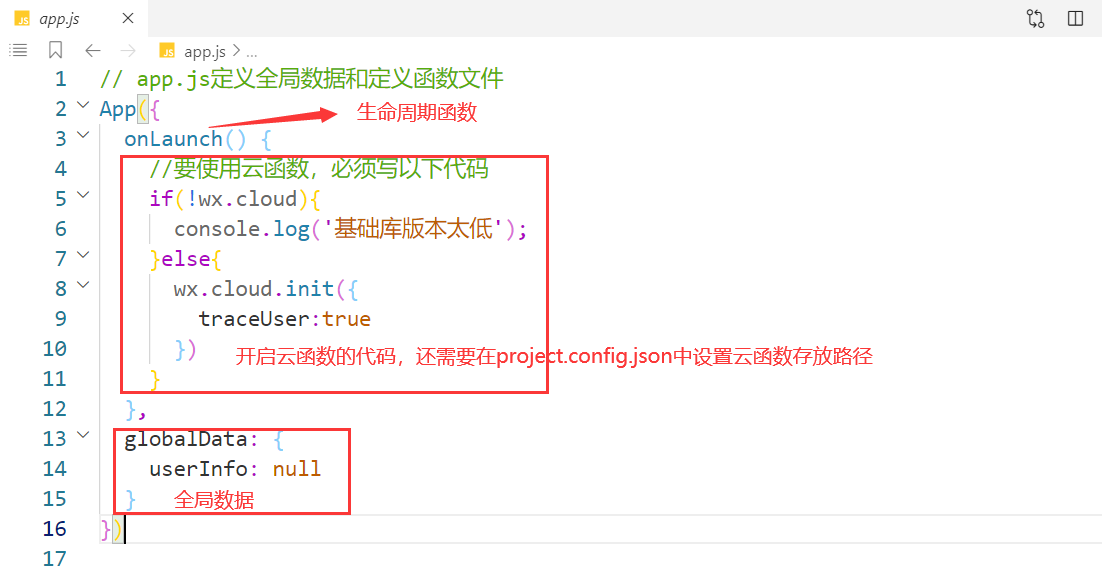 JS app.js ×
JS app.js > ...
1 // app.js定义全局数据和定义函数文件
2 App({
生命周期函数
3 onLaunch() {
4 //要使用云函数，必须写以下代码
5 if(!wx.cloud){
6 console.log('基础库版本太低');
7 }else{
8 wx.cloud.init({
9 traceUser:true
10 })
开启云函数的代码，还需要在project.config.json中设置云函数存放路径
11 }
12 },
13 globalData: {
14 userInfo: null
15 } 全局数据
16 })
17